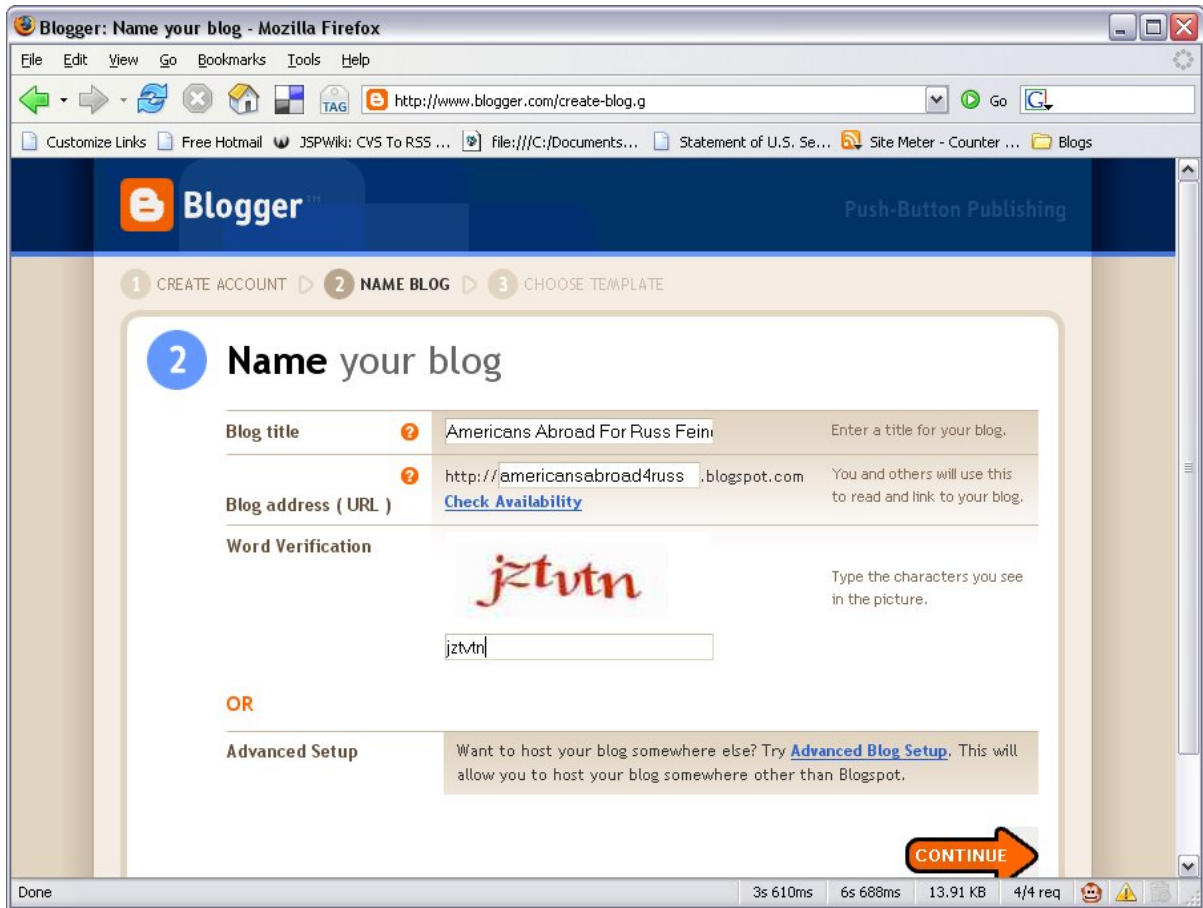 Blogger: Name your blog - Mozilla Firefox
File Edit View Go Bookmarks Tools Help
TAG http://www.blogger.com/create-blog.g Go G
Customize Links Free Hotmail JSPWiki: CVS To RSS ... file:///C:/Documents... Statement of U.S. Se... Site Meter - Counter ... Blogs
Blogger™ Push-Button Publishing
1 CREATE ACCOUNT 2 NAME BLOG 3 CHOOSE TEMPLATE
2 Name your blog
Blog title ? Americans Abroad For Russ Fein Enter a title for your blog.
Blog address ( URL ) ? http:// americansabroad4russ .blogspot.com You and others will use this
Check Availability to read and link to your blog.
Word Verification
jztvtn Type the characters you see
in the picture.
jztvtn
OR
Advanced Setup Want to host your blog somewhere else? Try Advanced Blog Setup. This will
allow you to host your blog somewhere other than Blogspot.
CONTINUE
Done 3s 610ms 6s 688ms 13.91 KB 4/4 req